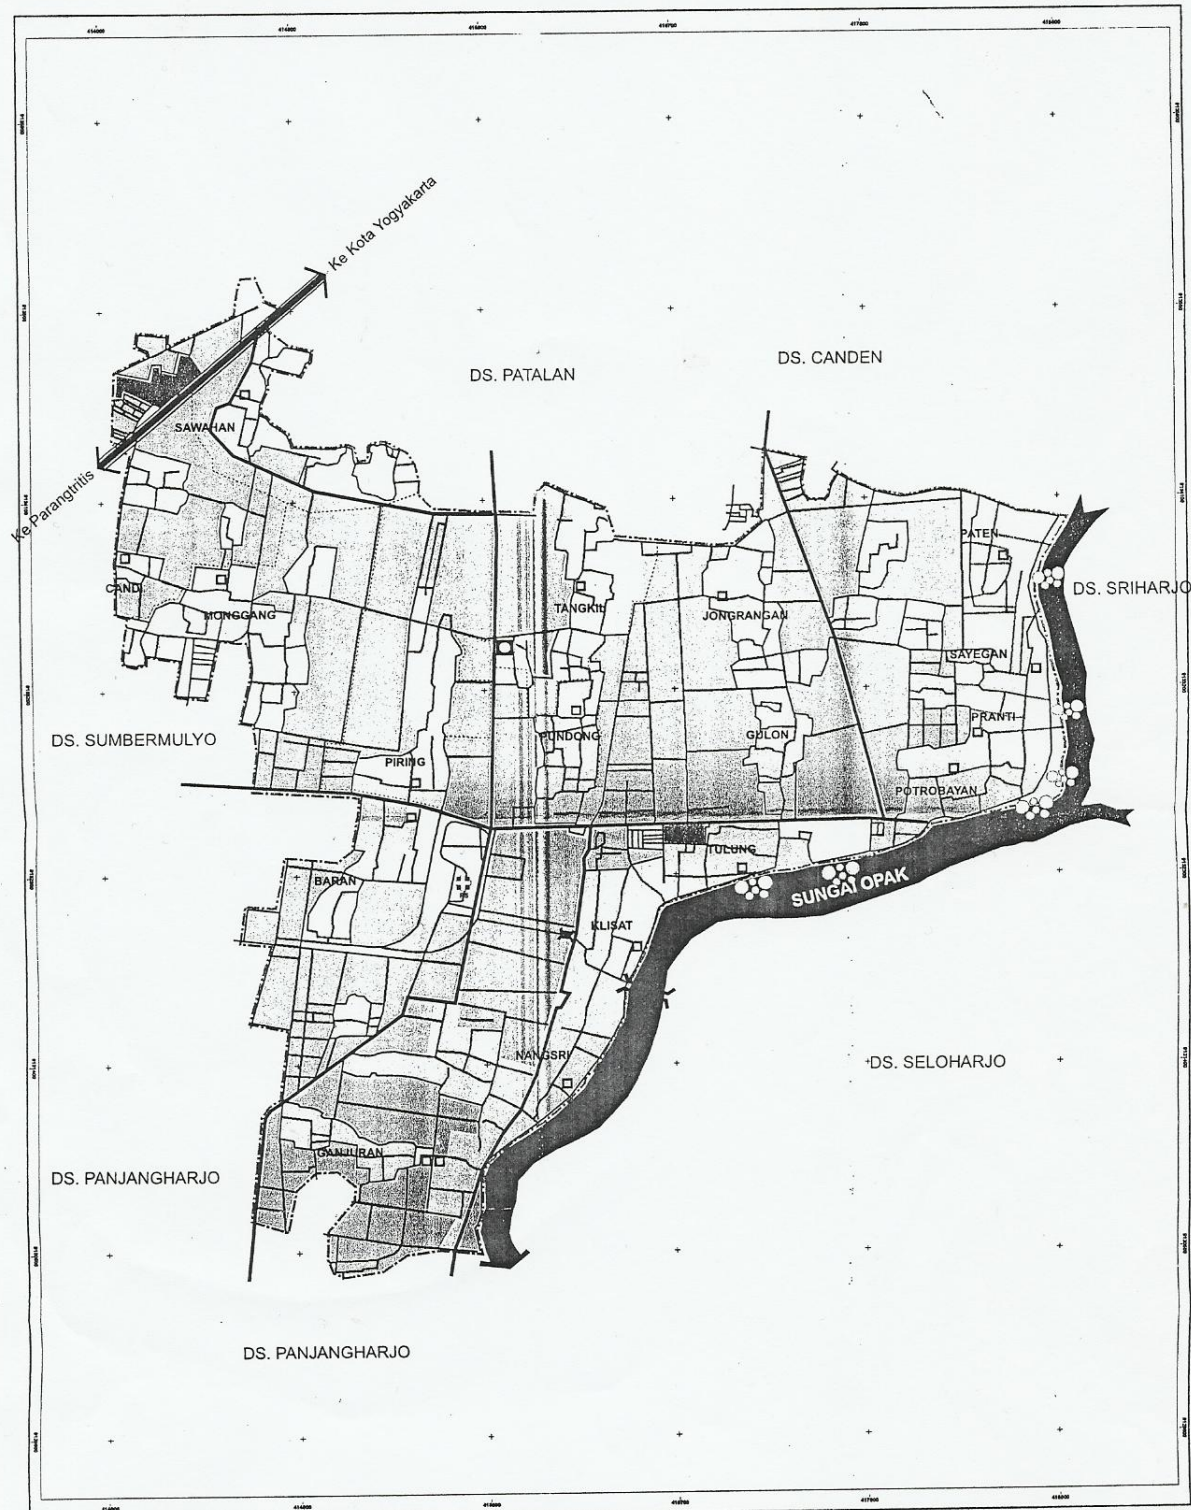 Ke Kota Yogyakarta
DS. PATALAN
DS. CANDEN
SAWAHAN
Ke Parangtritis
PATEN
DS. SRIHARJO
CANDI
MONGGANG
TANGKIL
JONGRANGAN
SAYEGAN
PRANTI
DS. SUMBERMULYO
PUNDONG
GULON
PIRING
POTROBAYAN
TULUNG
BARAN
SUNGAI OPAK
KLISAT
NANGSRI
DS. SELOHARJO
GANJURAN
DS. PANJANGHARJO
DS. PANJANGHARJO